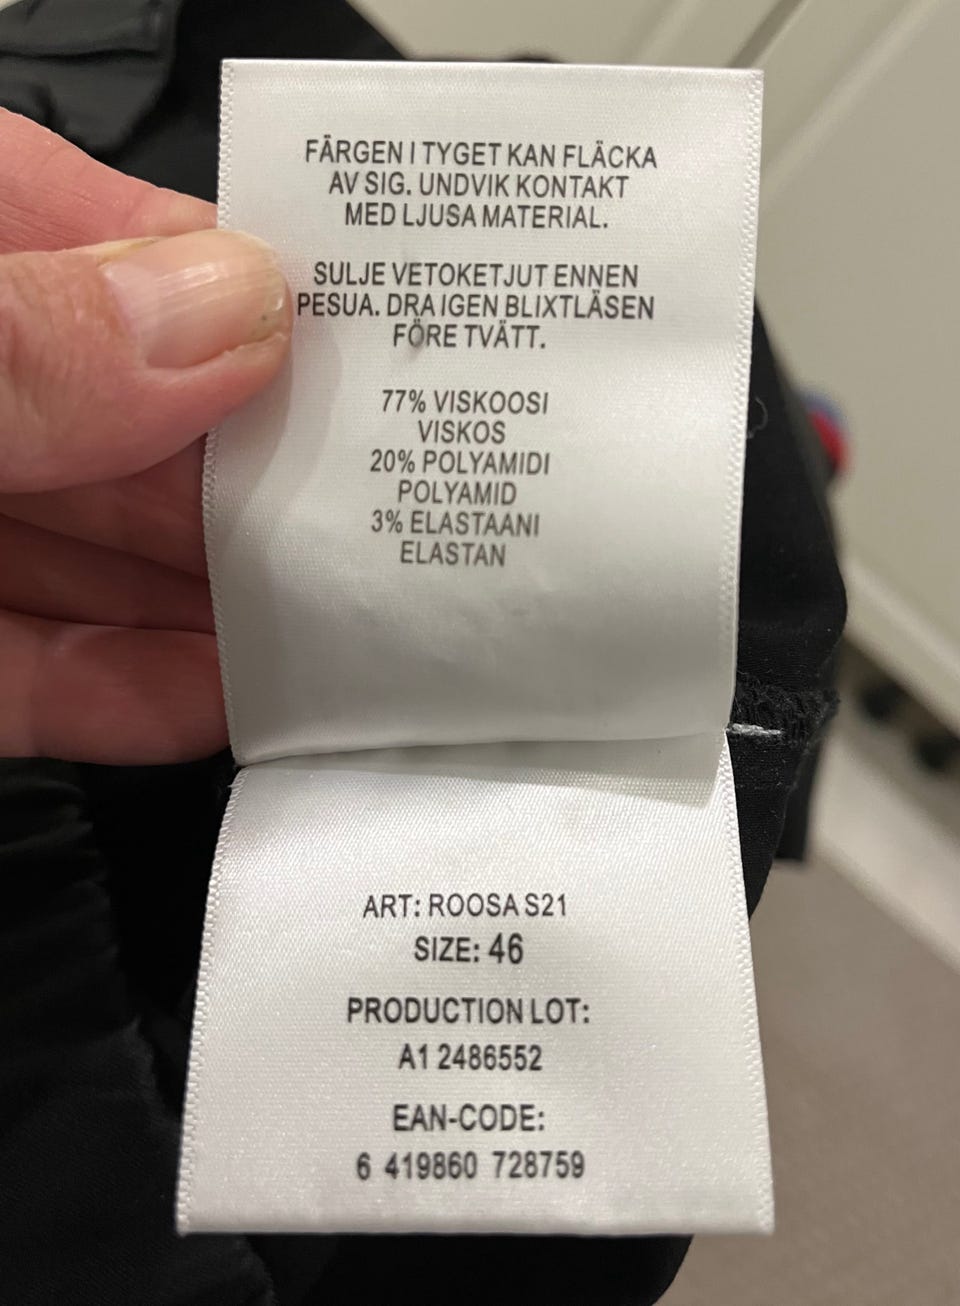 FÄRGEN I TYGET KAN FLÄCKA
AV SIG. UNDVIK KONTAKT
MED LJUSA MATERIAL.
SULJE VETOKETJUT ENNEN
PESUA. DRA IGEN BLIXTLÅSEN
FÖRE TVÄTT.
77% VISKOOSI
VISKOS
20% POLYAMIDI
POLYAMID
3% ELASTAANI
ELASTAN
ART: ROOSA S21
SIZE: 46
PRODUCTION LOT:
A1 2486552
EAN-CODE:
6 419860 728759